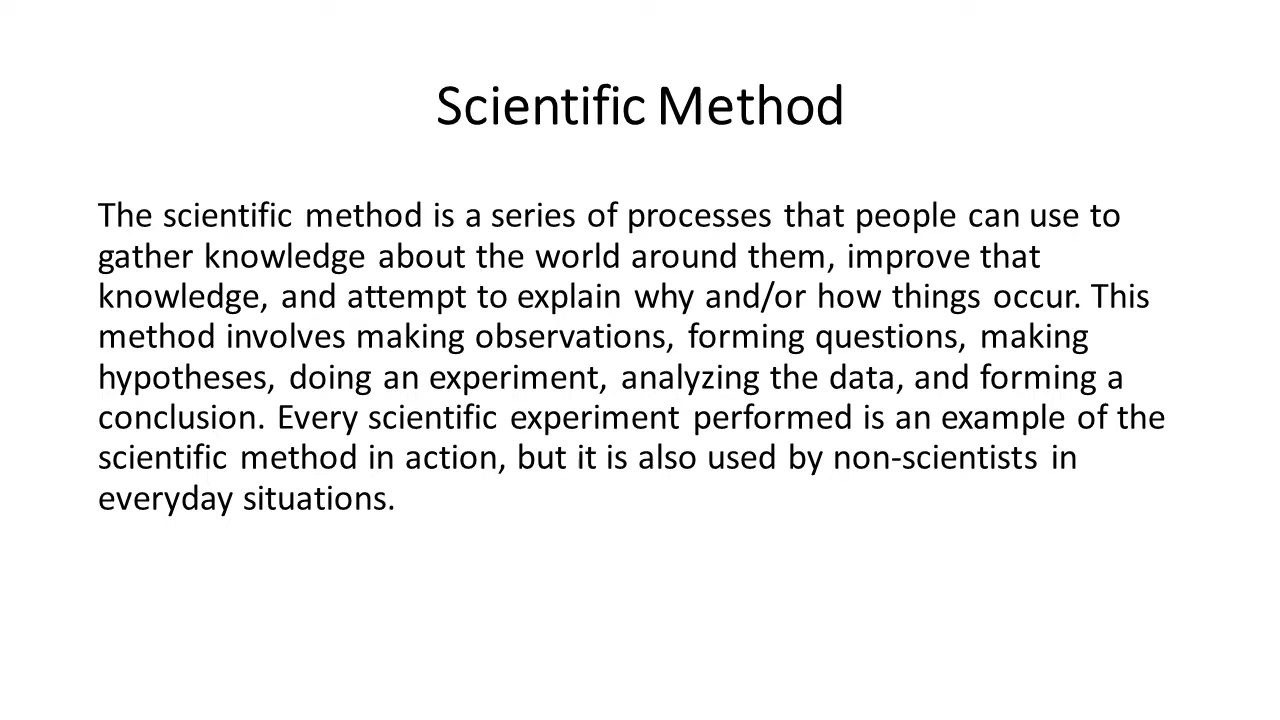 Scientific Method
The scientific method is a series of processes that people can use to
gather knowledge about the world around them, improve that
knowledge, and attempt to explain why and/or how things occur. This
method involves making observations, forming questions, making
hypotheses, doing an experiment, analyzing the data, and forming a
conclusion. Every scientific experiment performed is an example of the
scientific method in action, but it is also used by non-scientists in
everyday situations.